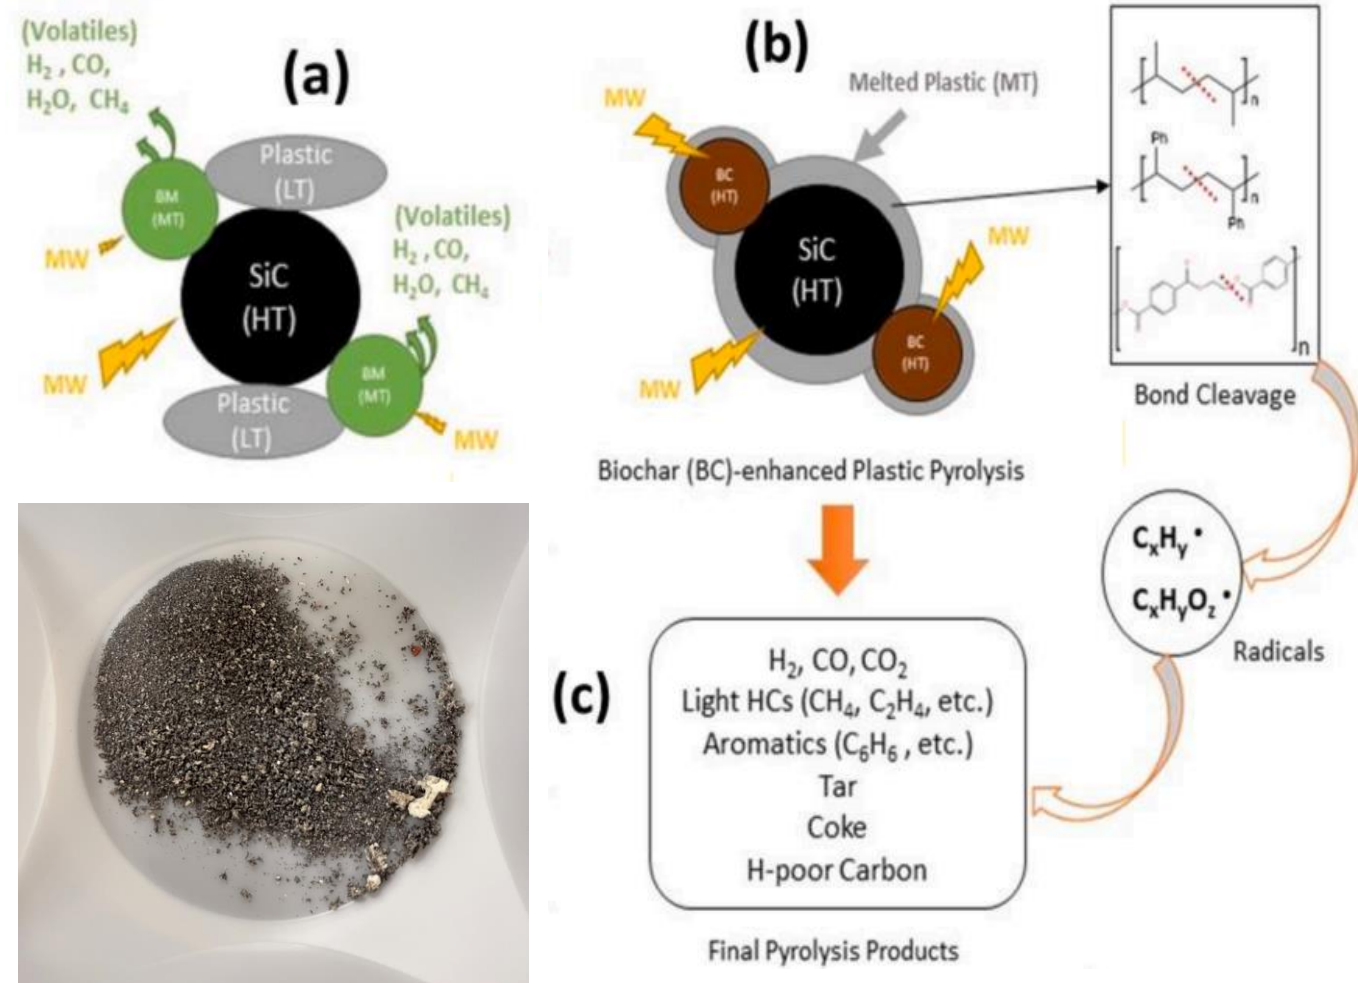 (a)
(Volatiles)
H₂ , CO,
H₂O, CH₄
Plastic
(LT)
BM
(MT)
MW
SiC
(HT)
MW
(Volatiles)
H₂ ,CO,
H₂O, CH₄
BM
(MT)
Plastic
(LT)
MW
(b)
MW
Melted Plastic (MT)
BC
(HT)
SiC
(HT)
MW
BC
(HT)
MW
Biochar (BC)-enhanced Plastic Pyrolysis
n
Ph
n
Ph
n
Bond Cleavage
CₓHᵧ •
CₓHᵧO_z •
Radicals
(c)
H₂, CO, CO₂
Light HCs (CH₄, C₂H₄, etc.)
Aromatics (C₆H₆ , etc.)
Tar
Coke
H-poor Carbon
Final Pyrolysis Products